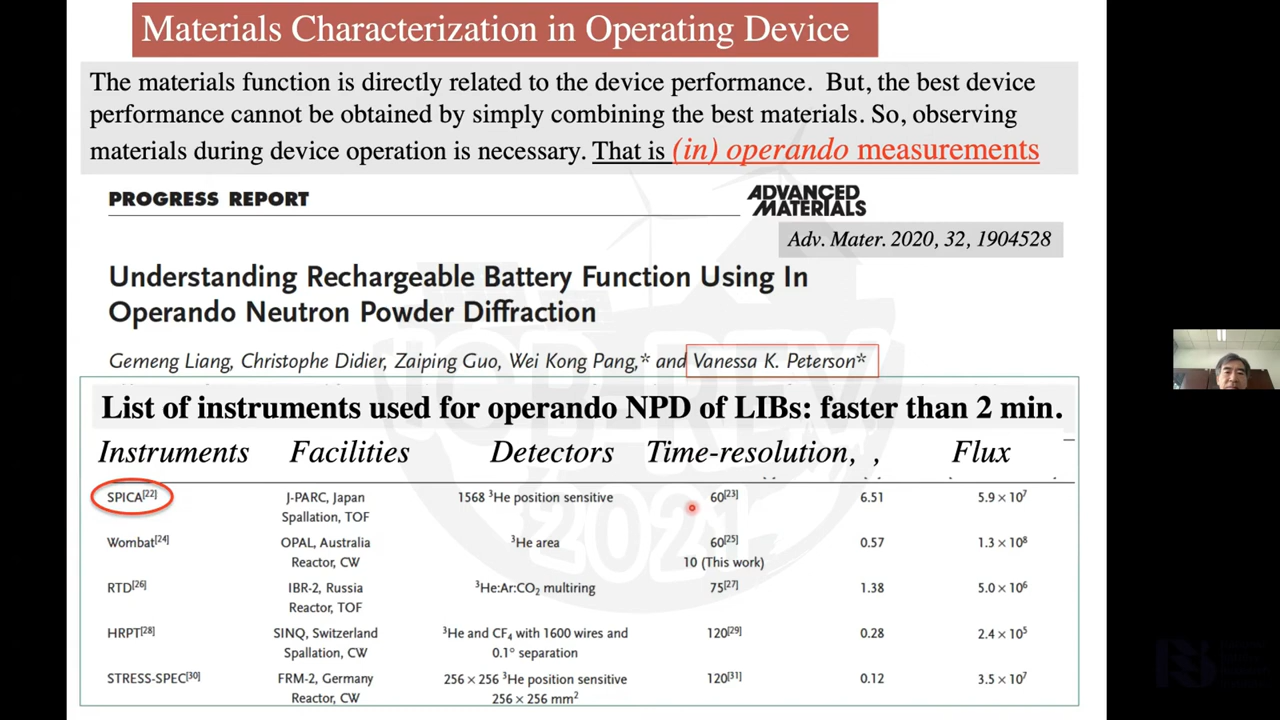 Materials Characterization in Operating Device
The materials function is directly related to the device performance. But, the best device
performance cannot be obtained by simply combining the best materials. So, observing
materials during device operation is necessary. That is (in) operando measurements
PROGRESS REPORT
ADVANCED
MATERIALS
Adv. Mater. 2020, 32, 1904528
Understanding Rechargeable Battery Function Using In
Operando Neutron Powder Diffraction
Gemeng Liang, Christophe Didier, Zaiping Guo, Wei Kong Pang,* and Vanessa K. Peterson*
List of instruments used for operando NPD of LIBs: faster than 2 min.
Instruments Facilities Detectors Time-resolution, , Flux
SPICA[22] J-PARC, Japan 1568 ³He position sensitive 60[23] 6.51 5.9 × 10⁷
Spallation, TOF
Wombat[24] OPAL, Australia ³He area 60[25] 0.57 1.3 × 10⁸
Reactor, CW 10 (This work)
RTD[26] IBR-2, Russia ³He:Ar:CO₂ multiring 75[27] 1.38 5.0 × 10⁶
Reactor, TOF
HRPT[28] SINQ, Switzerland ³He and CF₄ with 1600 wires and 120[29] 0.28 2.4 × 10⁵
Spallation, CW 0.1° separation
STRESS-SPEC[30] FRM-2, Germany 256 × 256 ³He position sensitive 120[31] 0.12 3.5 × 10⁷
Reactor, CW 256 × 256 mm²
2021